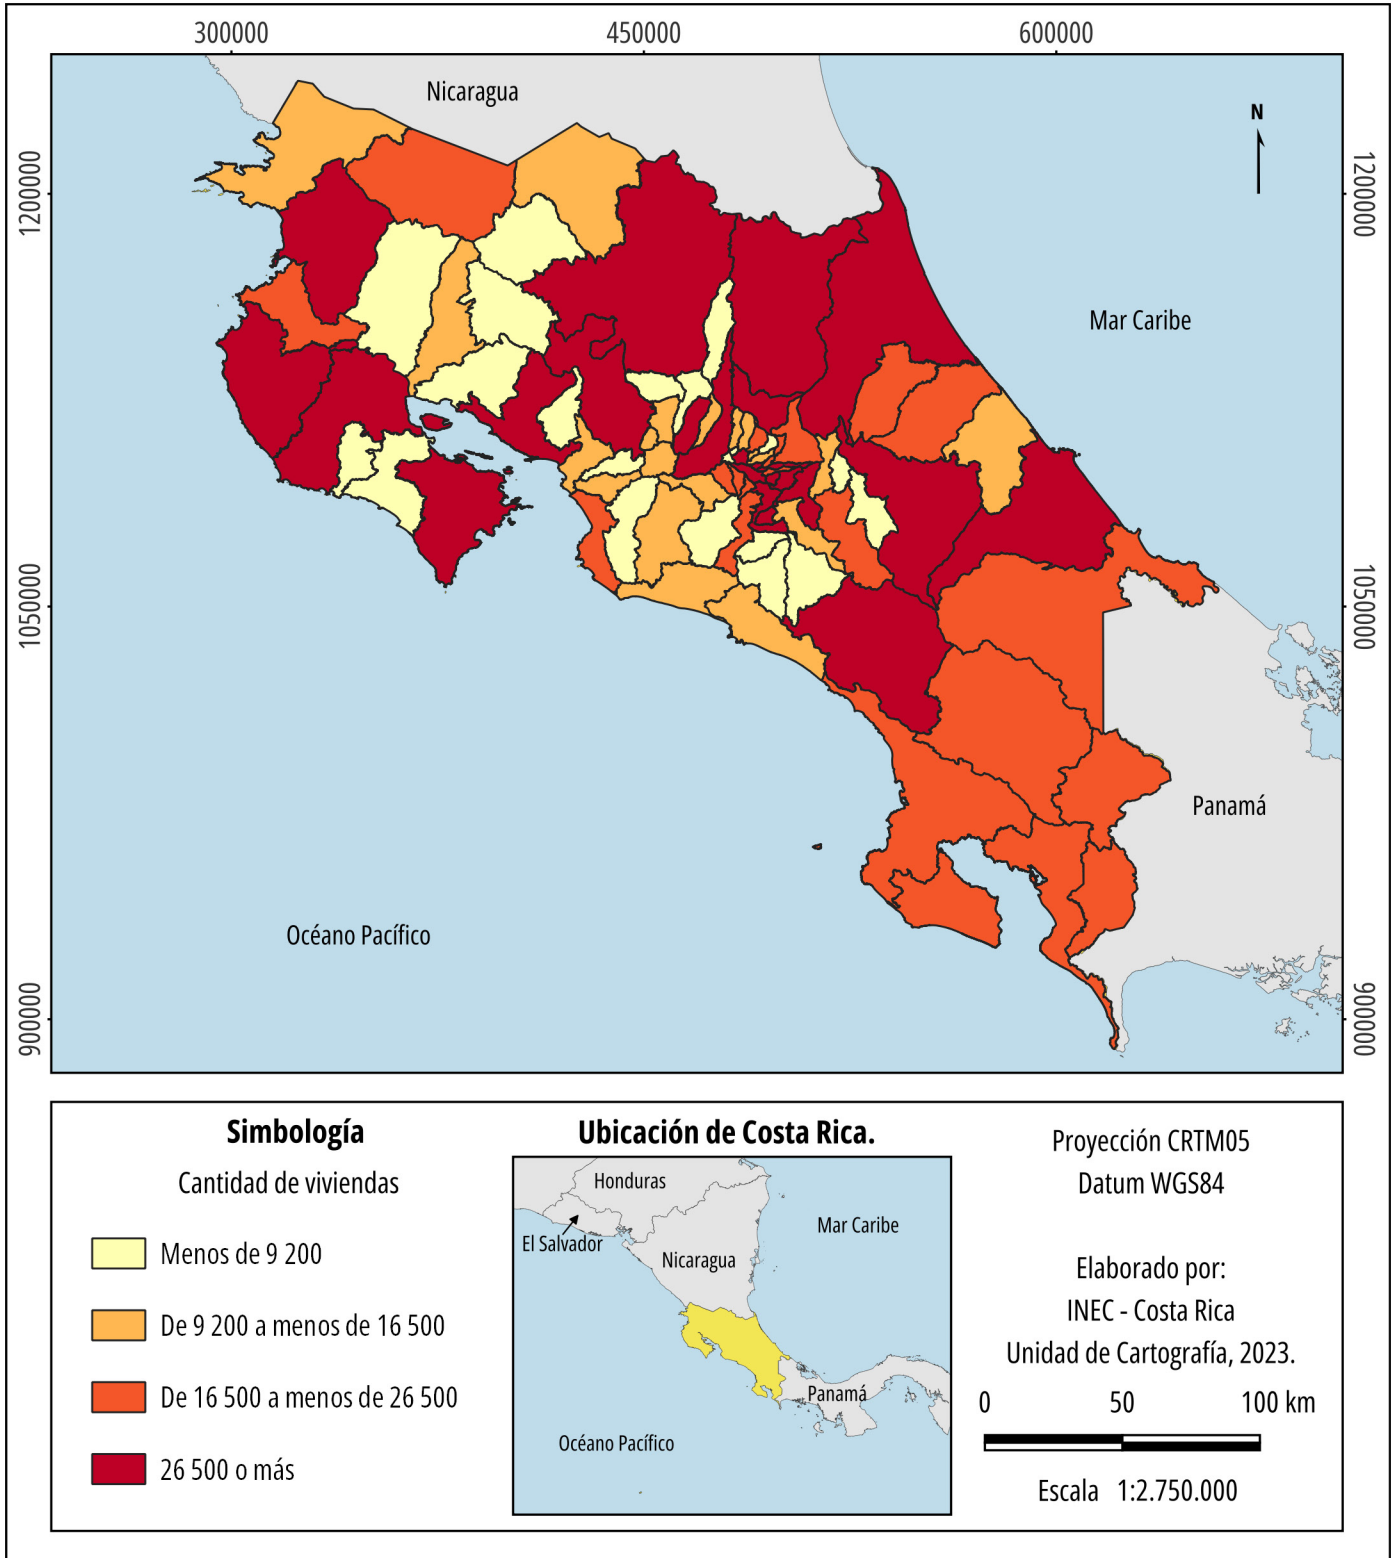 300000
450000
600000
Nicaragua
N
1200000
1200000
Mar Caribe
1050000
1050000
Panamá
Océano Pacífico
900000
900000
Simbología
Cantidad de viviendas
Menos de 9 200
De 9 200 a menos de 16 500
De 16 500 a menos de 26 500
26 500 o más
Ubicación de Costa Rica.
Honduras
Mar Caribe
El Salvador
Nicaragua
Panamá
Océano Pacífico
Proyección CRTM05
Datum WGS84
Elaborado por:
INEC - Costa Rica
Unidad de Cartografía, 2023.
0 50 100 km
Escala 1:2.750.000